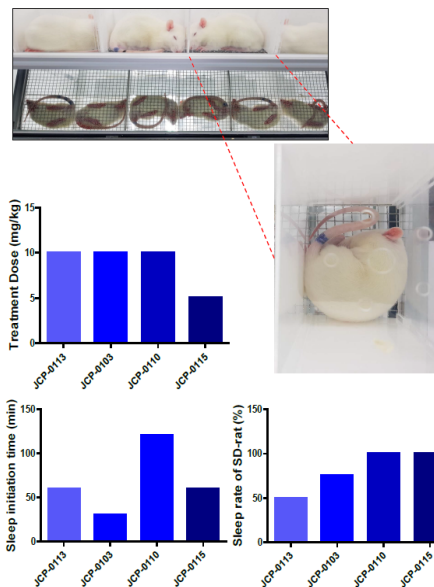 Treatment Dose (mg/kg)
15
10
5
0
JCP-0113
JCP-0103
JCP-0110
JCP-0115
Sleep initiation time (min)
150
100
50
0
JCP-0113
JCP-0103
JCP-0110
JCP-0115
Sleep rate of SD-rat (%)
150
100
50
0
JCP-0113
JCP-0103
JCP-0110
JCP-0115